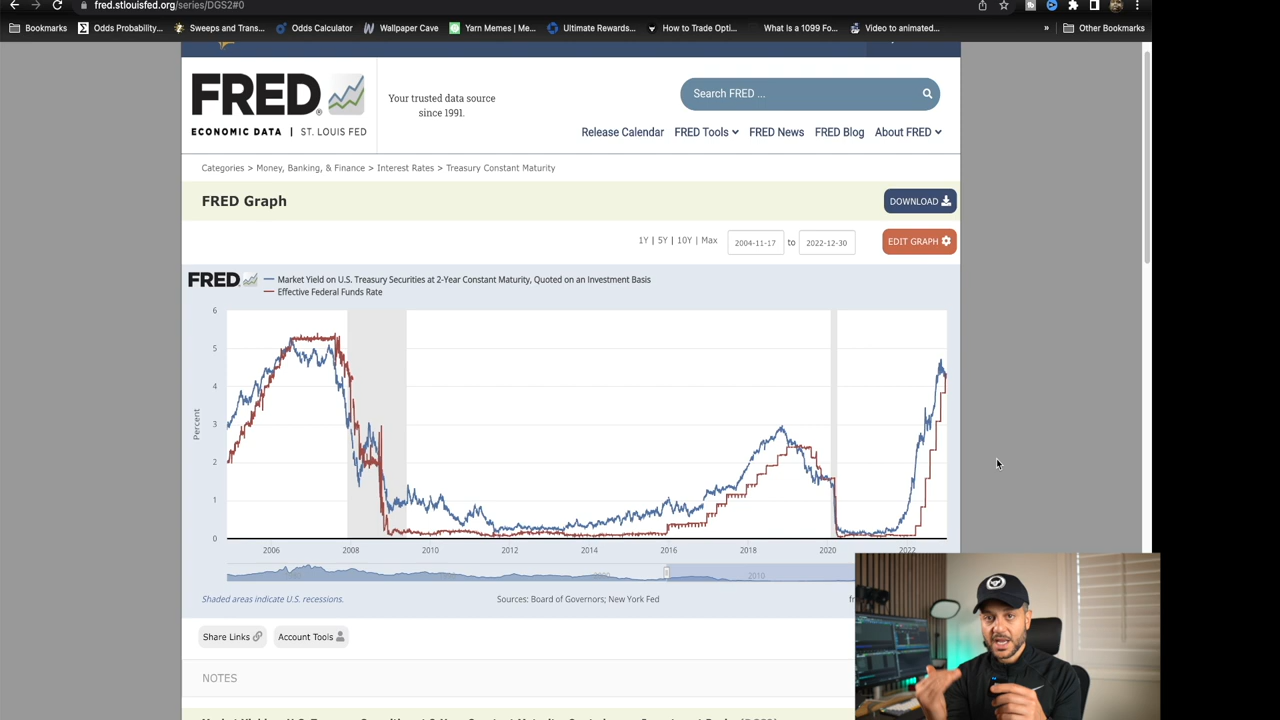 fred.stlouisfed.org/series/DGS2#0
Bookmarks
Odds Probability...
Sweeps and Trans...
Odds Calculator
Wallpaper Cave
Yarn Memes | Me...
Ultimate Rewards...
How to Trade Opti...
What Is a 1099 Fo...
Video to animated...
»
Other Bookmarks
FRED®
ECONOMIC DATA | ST. LOUIS FED
Your trusted data source
since 1991.
Search FRED ...
Release Calendar FRED Tools FRED News FRED Blog About FRED
Categories > Money, Banking, & Finance > Interest Rates > Treasury Constant Maturity
FRED Graph
DOWNLOAD
1Y | 5Y | 10Y | Max 2004-11-17 to 2022-12-30
EDIT GRAPH
FRED
Market Yield on U.S. Treasury Securities at 2-Year Constant Maturity, Quoted on an Investment Basis
Effective Federal Funds Rate
Percent
6
5
4
3
2
1
0
2006 2008 2010 2012 2014 2016 2018 2020 2022
2010
Shaded areas indicate U.S. recessions.
Sources: Board of Governors; New York Fed
Share Links
Account Tools
NOTES